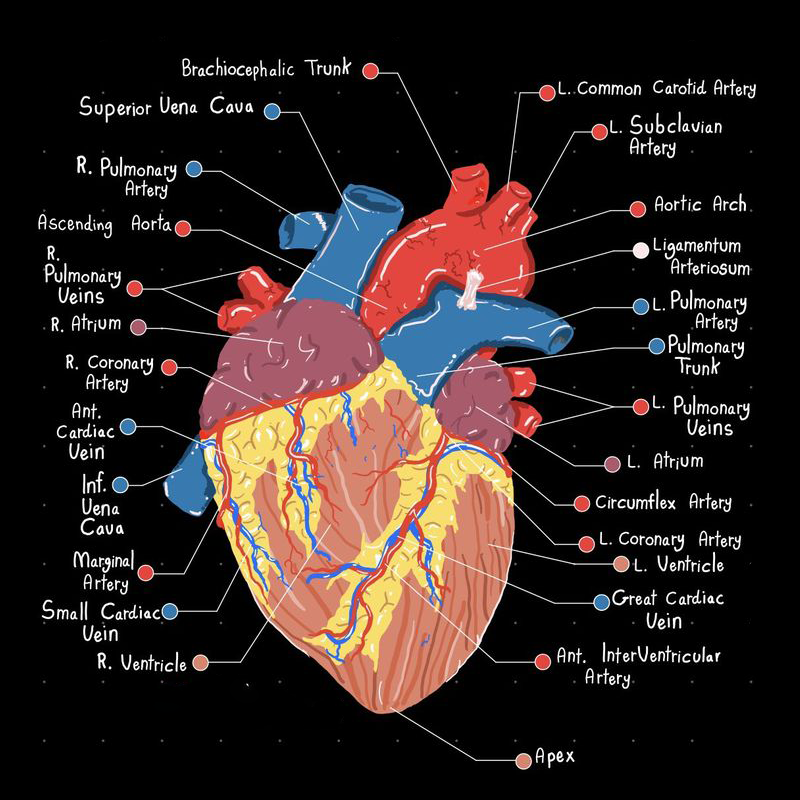 Brachiocephalic Trunk
Superior Vena Cava
R. Pulmonary
Artery
Ascending Aorta
R.
Pulmonary
Veins
R. Atrium
R. Coronary
Artery
Ant.
Cardiac
Vein
Inf.
Vena
Cava
Marginal
Artery
Small Cardiac
Vein
R. Ventricle
L. Common Carotid Artery
L. Subclavian
Artery
Aortic Arch
Ligamentum
Arteriosum
L. Pulmonary
Artery
Pulmonary
Trunk
L. Pulmonary
Veins
L. Atrium
Circumflex Artery
L. Coronary Artery
L. Ventricle
Great Cardiac
Vein
Ant. InterVentricular
Artery
Apex